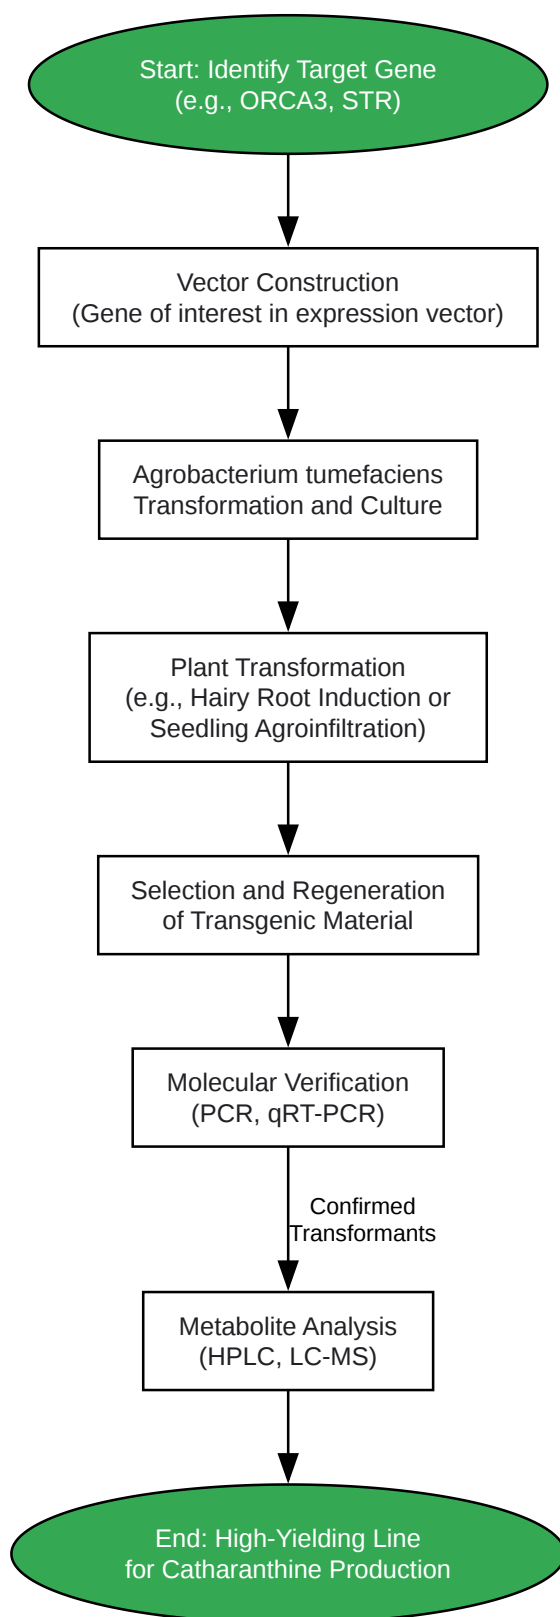 Start: Identify Target Gene
(e.g., ORCA3, STR)
Vector Construction
(Gene of interest in expression vector)
Agrobacterium tumefaciens
Transformation and Culture
Plant Transformation
(e.g., Hairy Root Induction or
Seedling Agroinfiltration)
Selection and Regeneration
of Transgenic Material
Molecular Verification
(PCR, qRT-PCR)
Confirmed
Transformants
Metabolite Analysis
(HPLC, LC-MS)
End: High-Yielding Line
for Catharanthine Production